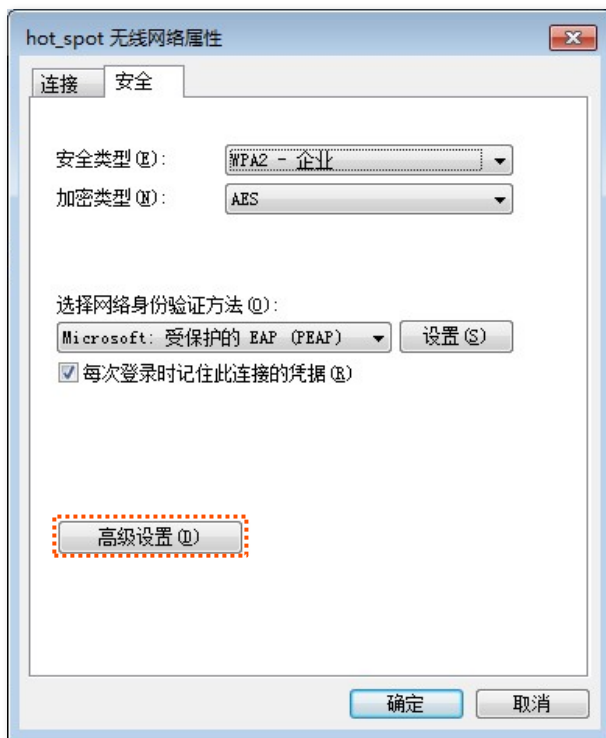 hot_spot 无线网络属性
连接 安全
安全类型(E): WPA2 - 企业
加密类型(N): AES
选择网络身份验证方法(O):
Microsoft: 受保护的 EAP (PEAP) 设置(S)
每次登录时记住此连接的凭据(R)
高级设置(D)
确定 取消